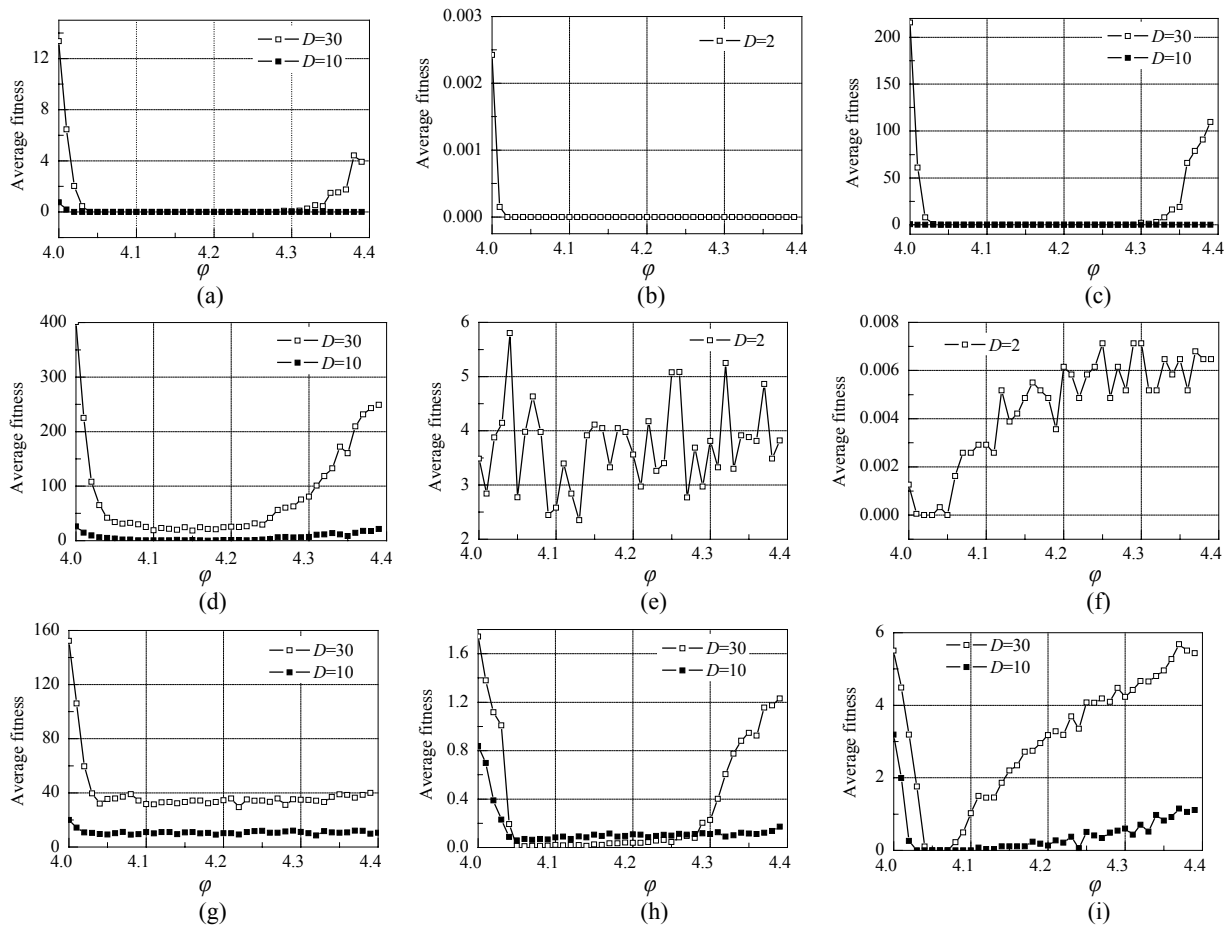 Average fitness
12
8
4
0
D=30
D=10
4.0 4.1 4.2 4.3 4.4
φ
(a)
Average fitness
0.003
0.002
0.001
0.000
D=2
4.0 4.1 4.2 4.3 4.4
φ
(b)
Average fitness
200
150
100
50
0
D=30
D=10
4.0 4.1 4.2 4.3 4.4
φ
(c)
Average fitness
400
300
200
100
0
D=30
D=10
4.0 4.1 4.2 4.3 4.4
φ
(d)
Average fitness
6
5
4
3
2
D=2
4.0 4.1 4.2 4.3 4.4
φ
(e)
Average fitness
0.008
0.006
0.004
0.002
0.000
D=2
4.0 4.1 4.2 4.3 4.4
φ
(f)
Average fitness
160
120
80
40
0
D=30
D=10
4.0 4.1 4.2 4.3 4.4
φ
(g)
Average fitness
1.6
1.2
0.8
0.4
0.0
D=30
D=10
4.0 4.1 4.2 4.3 4.4
φ
(h)
Average fitness
6
4
2
0
D=30
D=10
4.0 4.1 4.2 4.3 4.4
φ
(i)